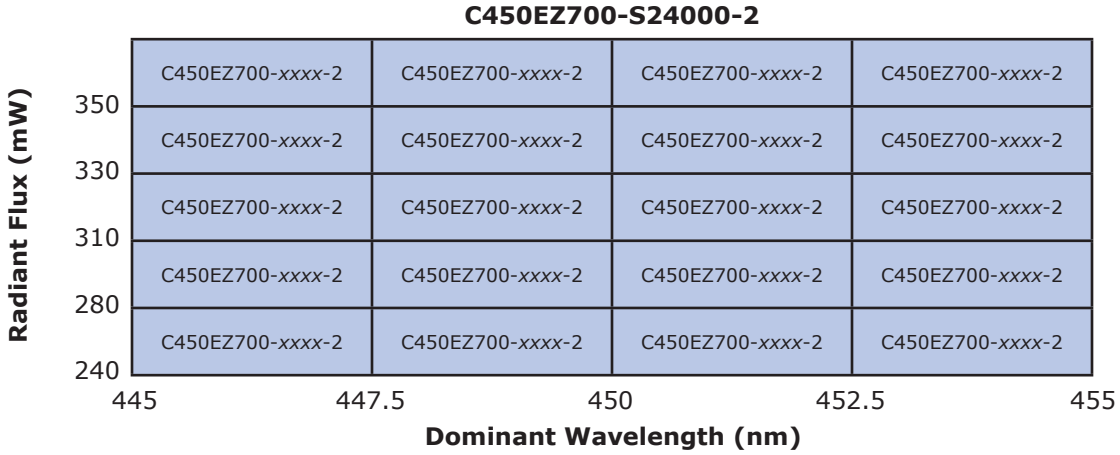 C450EZ700-S24000-2
C450EZ700-xxxx-2 C450EZ700-xxxx-2 C450EZ700-xxxx-2 C450EZ700-xxxx-2
350
C450EZ700-xxxx-2 C450EZ700-xxxx-2 C450EZ700-xxxx-2 C450EZ700-xxxx-2
330
C450EZ700-xxxx-2 C450EZ700-xxxx-2 C450EZ700-xxxx-2 C450EZ700-xxxx-2
310
C450EZ700-xxxx-2 C450EZ700-xxxx-2 C450EZ700-xxxx-2 C450EZ700-xxxx-2
280
C450EZ700-xxxx-2 C450EZ700-xxxx-2 C450EZ700-xxxx-2 C450EZ700-xxxx-2
240
Radiant Flux (mW)
445 447.5 450 452.5 455
Dominant Wavelength (nm)